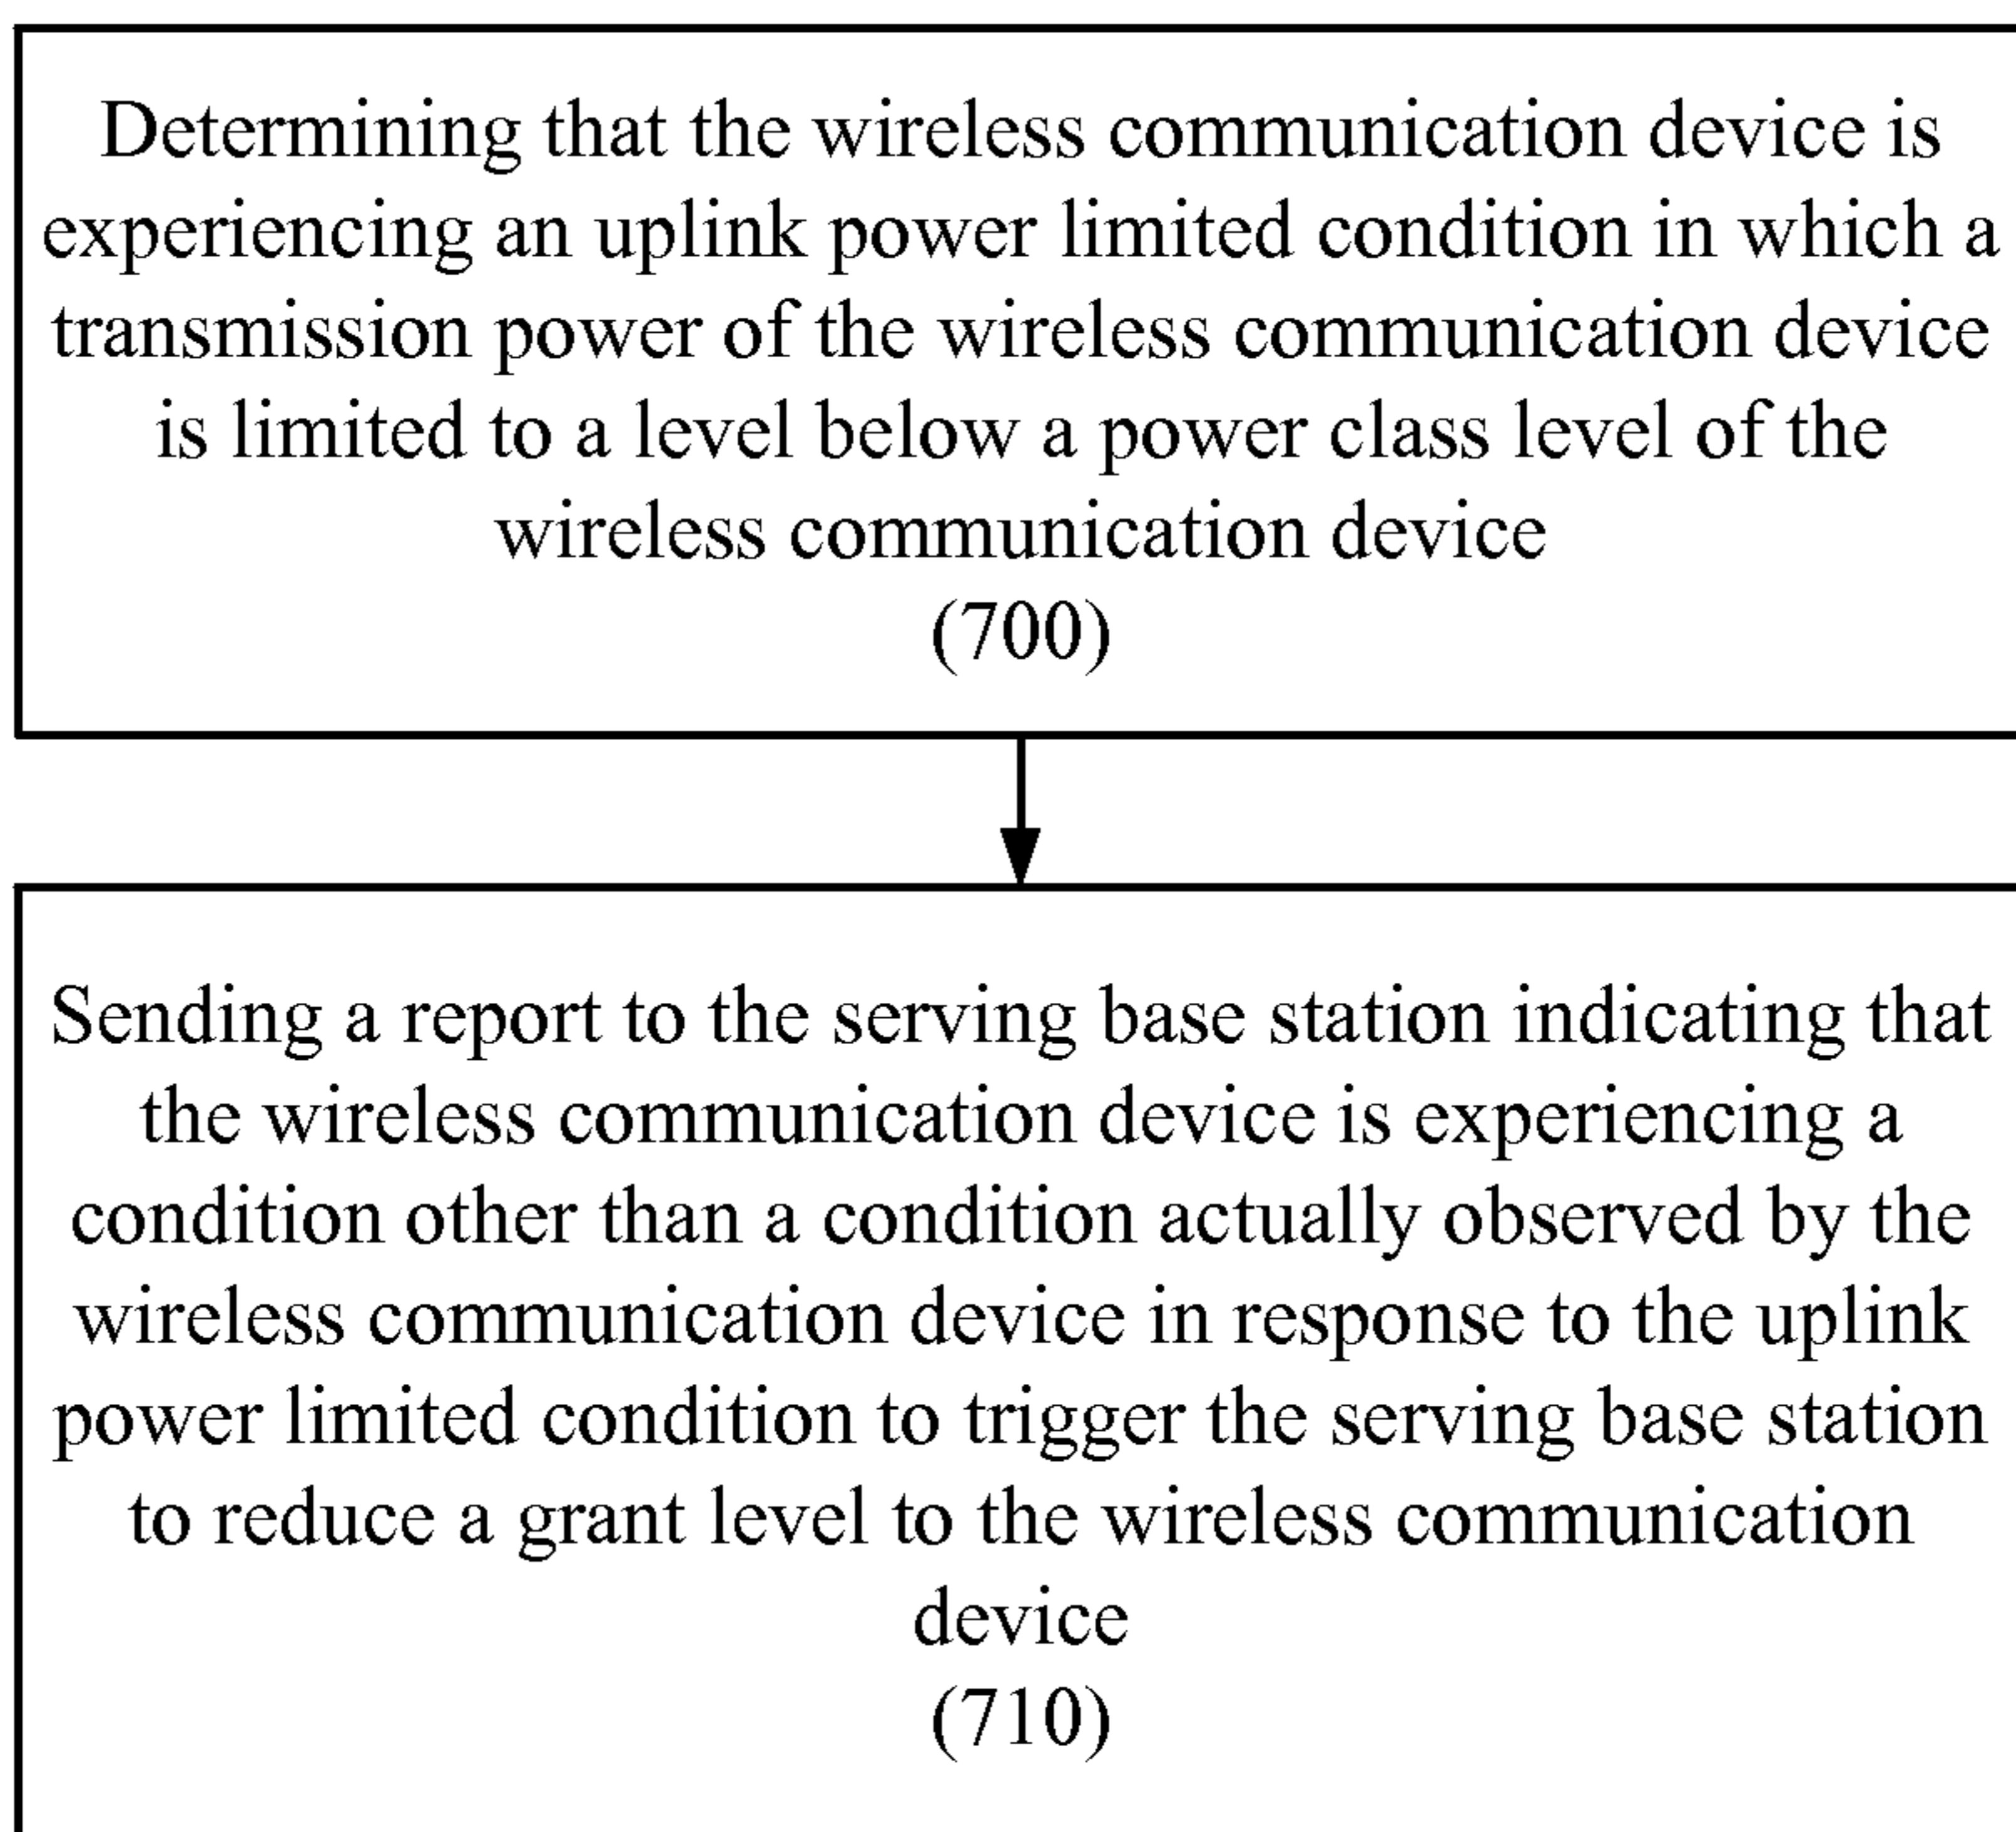 Determining that the wireless communication device is
experiencing an uplink power limited condition in which a
transmission power of the wireless communication device
is limited to a level below a power class level of the
wireless communication device
(700)
Sending a report to the serving base station indicating that
the wireless communication device is experiencing a
condition other than a condition actually observed by the
wireless communication device in response to the uplink
power limited condition to trigger the serving base station
to reduce a grant level to the wireless communication
device
(710)